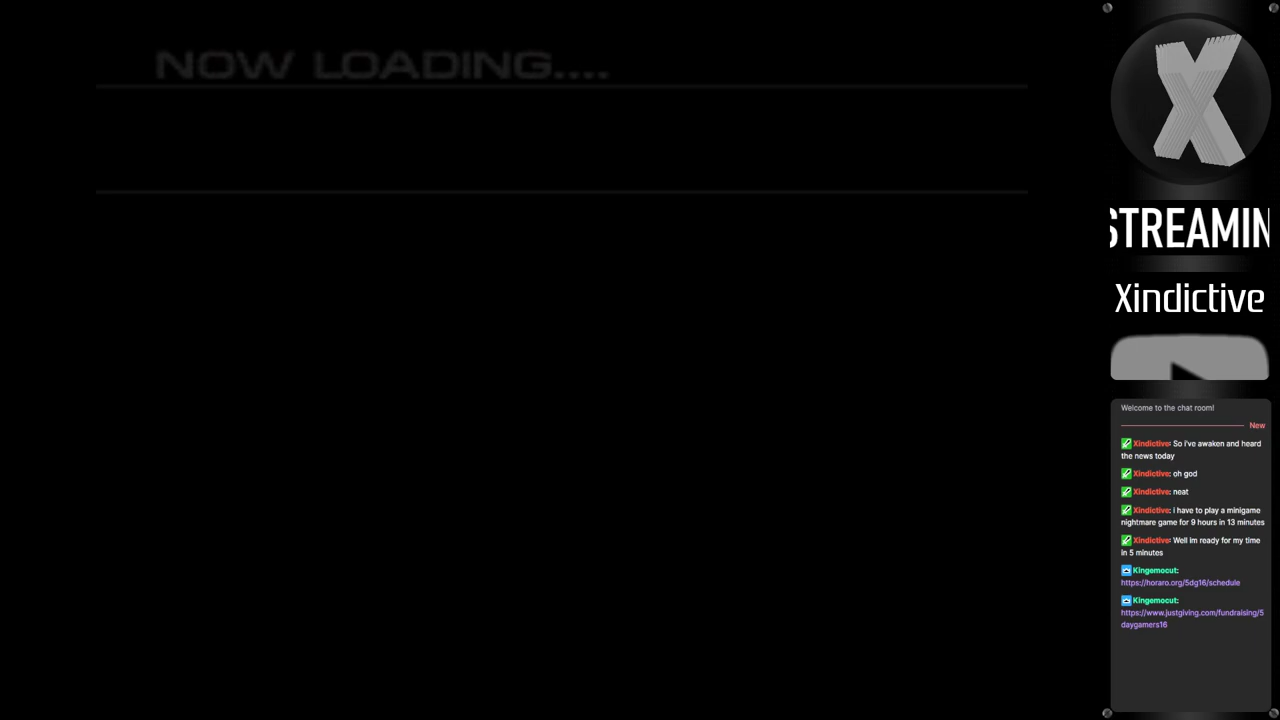 NOW LOADING....
X
STREAMIN
Xindictive
Welcome to the chat room!
New
Xindictive: So i've awaken and heard
the news today
Xindictive: oh god
Xindictive: neat
Xindictive: i have to play a minigame
nightmare game for 9 hours in 13 minutes
Xindictive: Well im ready for my time
in 5 minutes
Kingemocut:
https://horaro.org/5dg16/schedule
Kingemocut:
https://www.justgiving.com/fundraising/5
daygamers16